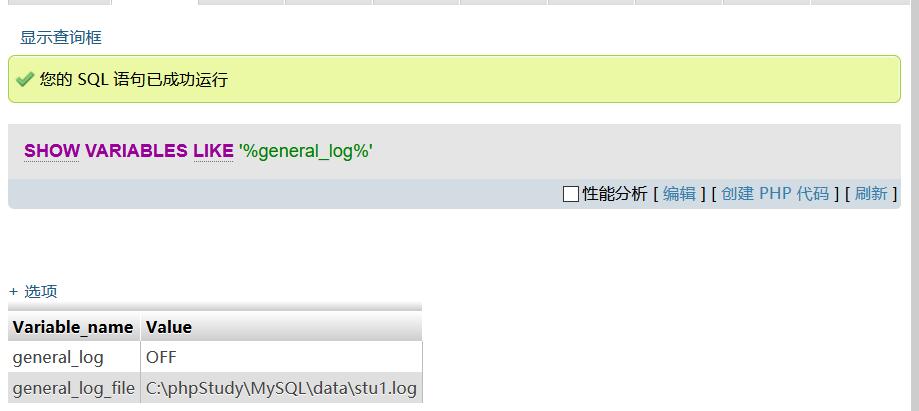 显示查询框
您的 SQL 语句已成功运行
SHOW VARIABLES LIKE '%general_log%'
性能分析 [ 编辑 ] [ 创建 PHP 代码 ] [ 刷新 ]
+ 选项
Variable_name Value
general_log OFF
general_log_file C:\phpStudy\MySQL\data\stu1.log